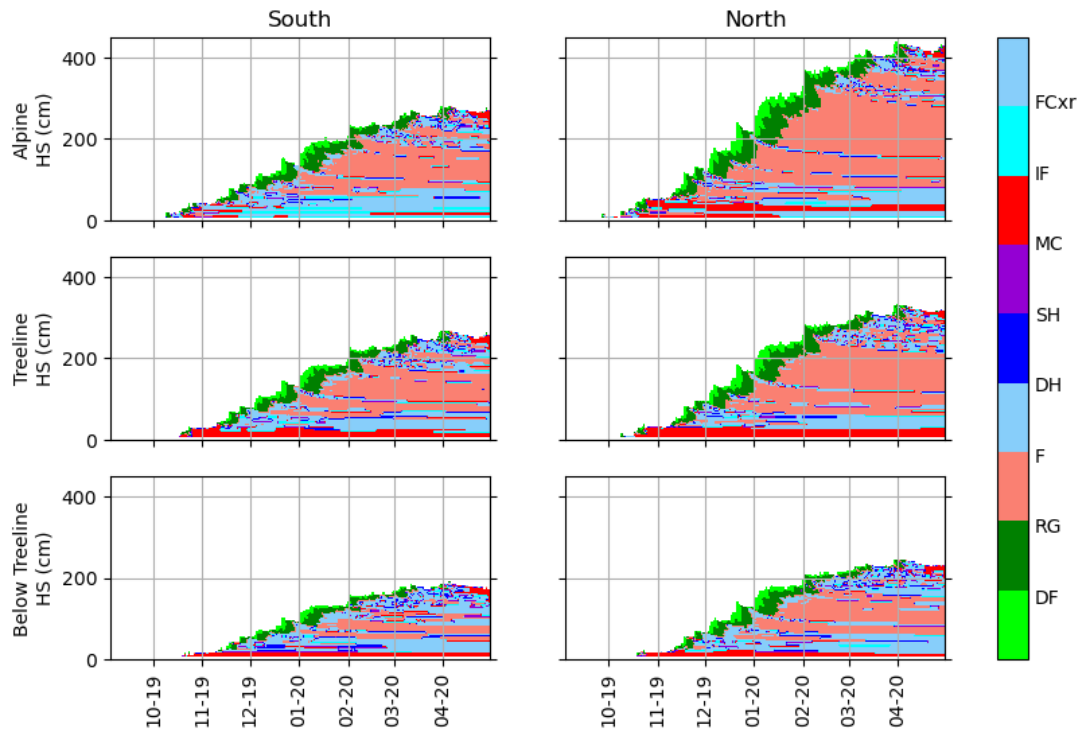 South
North
Alpine
HS (cm)
400
200
0
Treeline
HS (cm)
400
200
0
Below Treeline
HS (cm)
400
200
0
10-19
11-19
12-19
01-20
02-20
03-20
04-20
10-19
11-19
12-19
01-20
02-20
03-20
04-20
FCxr
IF
MC
SH
DH
F
RG
DF